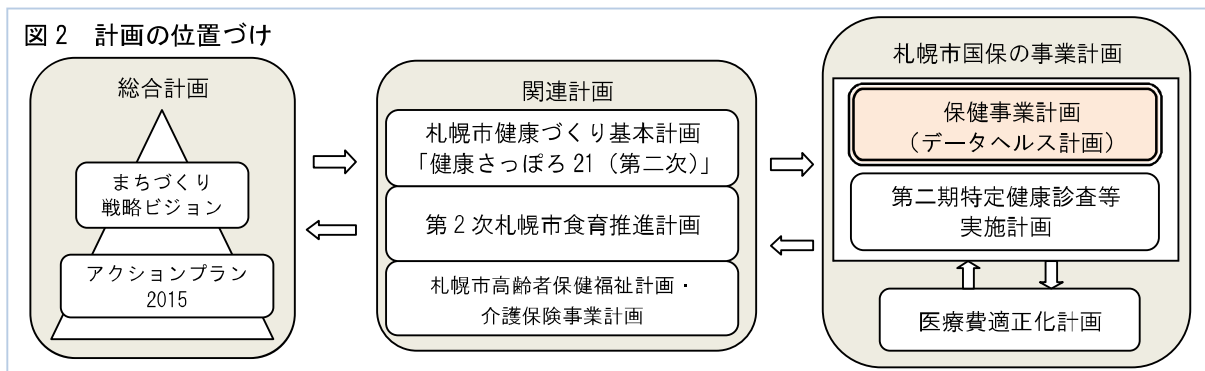 図2 計画の位置づけ
総合計画
まちづくり
戦略ビジョン
アクションプラン
2015
関連計画
札幌市健康づくり基本計画
「健康さっぽろ21(第二次)」
第2次札幌市食育推進計画
札幌市高齢者保健福祉計画・
介護保険事業計画
札幌市国保の事業計画
保健事業計画
(データヘルス計画)
第二期特定健康診査等
実施計画
医療費適正化計画